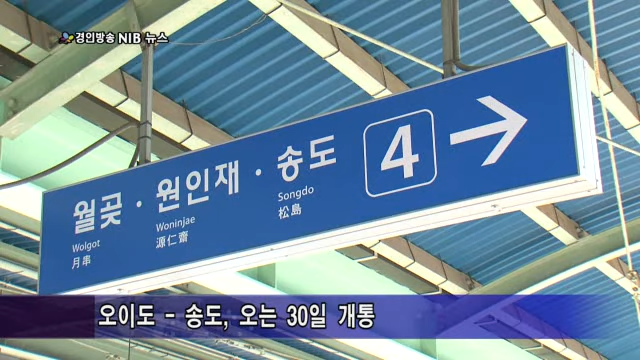 경인방송 NIB 뉴스
월곶 · 원인재 · 송도 4 →
Wolgot Woninjae Songdo
月串 源仁齋 松島
오이도 - 송도, 오는 30일 개통